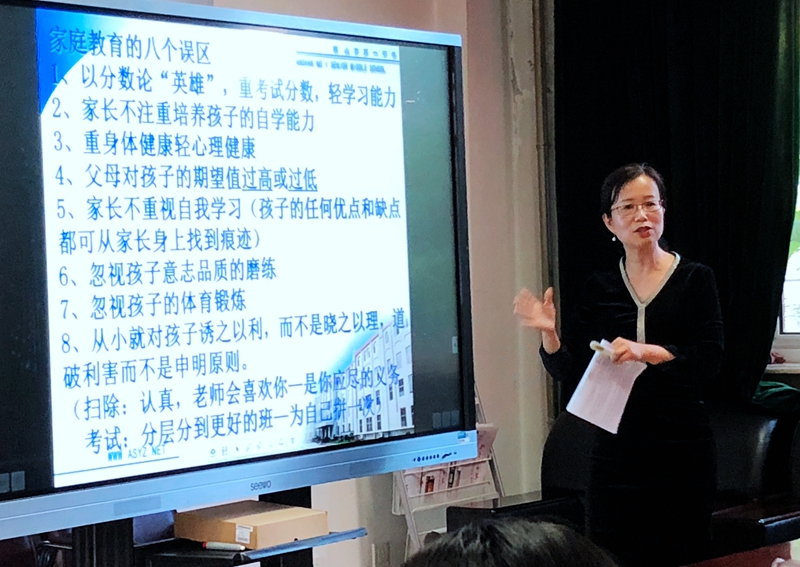 家庭教育的八个误区
1、以分数论“英雄”，重考试分数，轻学习能力
2、家长不注重培养孩子的自学能力
3、重身体健康轻心理健康
4、父母对孩子的期望值过高或过低
5、家长不重视自我学习（孩子的任何优点和缺点
都可从家长身上找到痕迹）
6、忽视孩子意志品质的磨练
7、忽视孩子的体育锻炼
8、从小就对孩子诱之以利，而不是晓之以理，道
破利害而不是申明原则。
（扫除：认真，老师会喜欢你—是你应尽的义务
考试：分层分到更好的班—为自己拼
WWW ASYZ NET
seewo